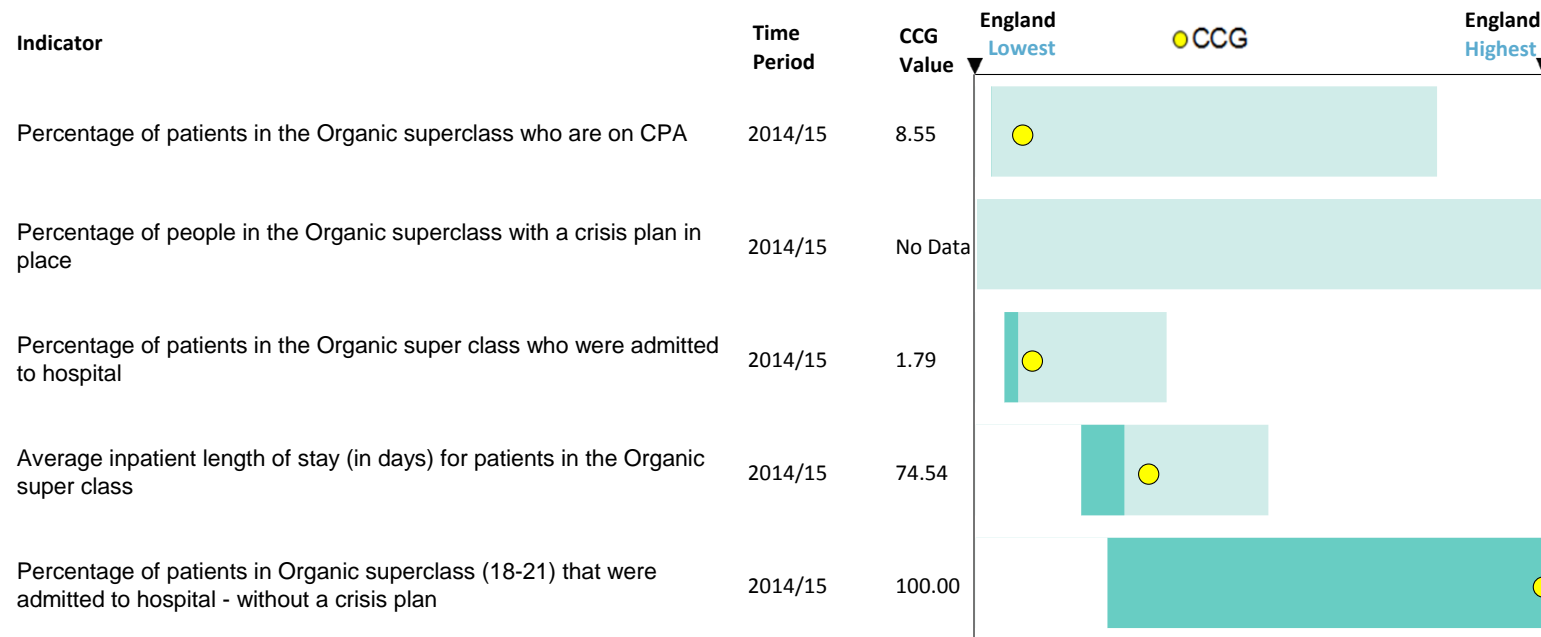 Indicator
Time
Period
CCG
Value
England
Lowest
CCG
England
Highest
Percentage of patients in the Organic superclass who are on CPA 2014/15 8.55
Percentage of people in the Organic superclass with a crisis plan in
place
2014/15 No Data
Percentage of patients in the Organic super class who were admitted
to hospital
2014/15 1.79
Average inpatient length of stay (in days) for patients in the Organic
super class
2014/15 74.54
Percentage of patients in Organic superclass (18-21) that were
admitted to hospital - without a crisis plan
2014/15 100.00